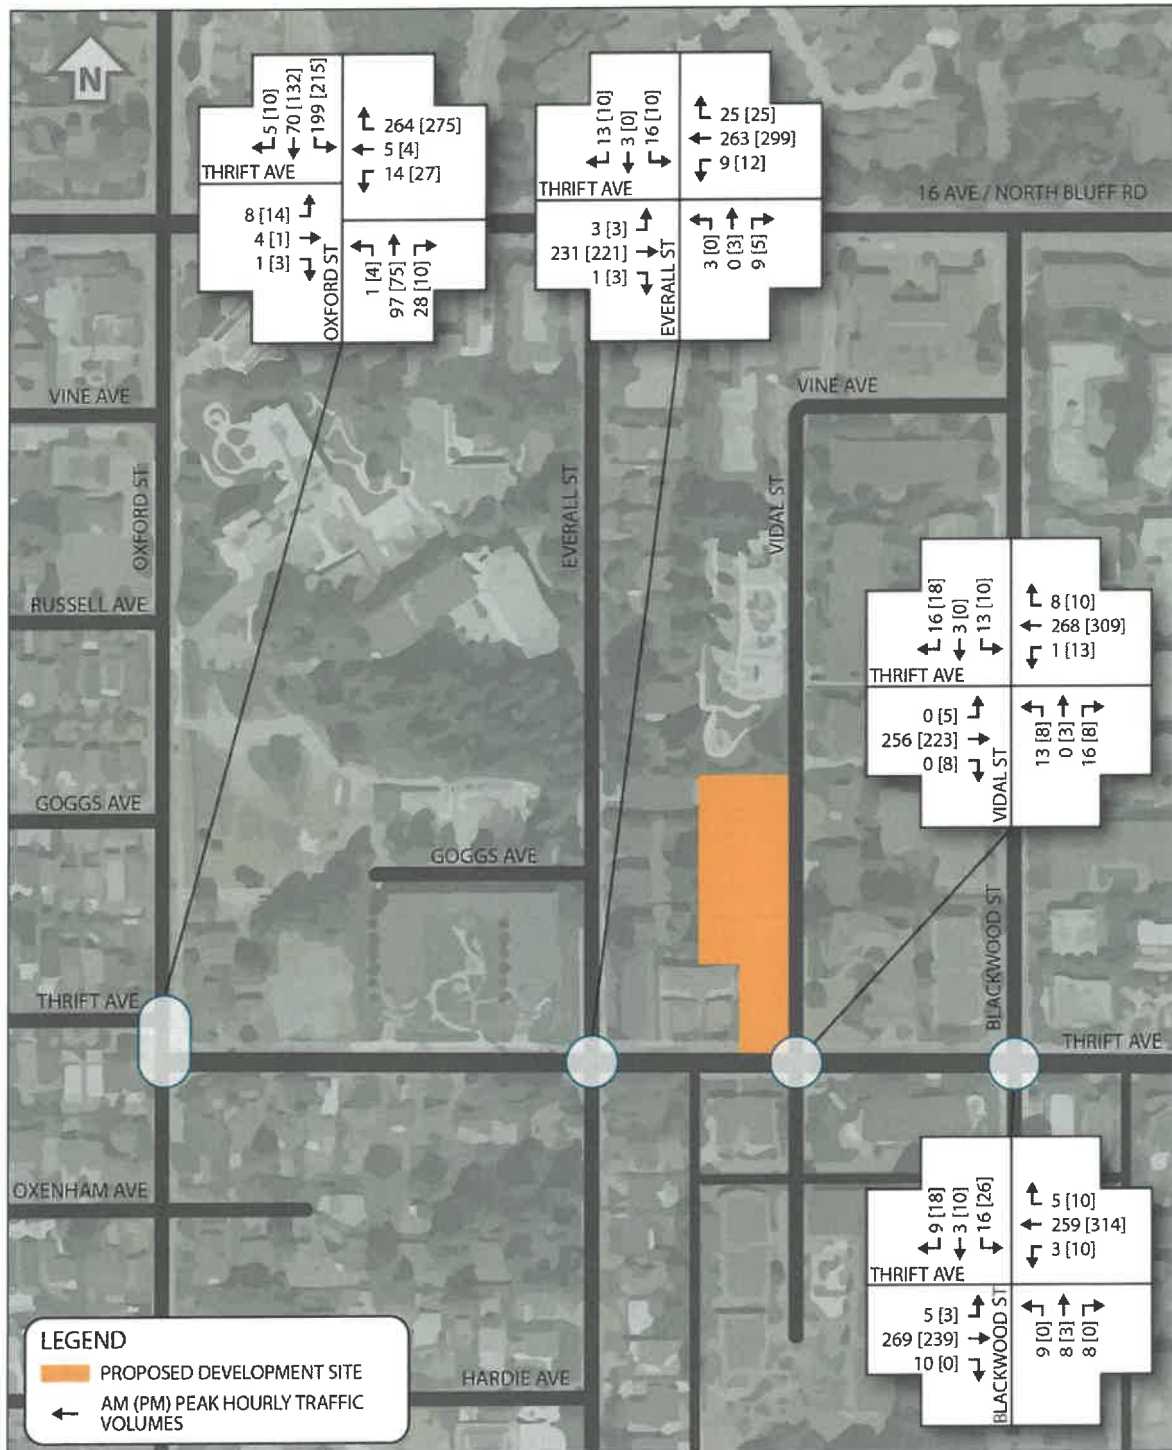 N
5 [10]
70 [132]
199 [215]
264 [275]
5 [4]
14 [27]
THRIFT AVE
8 [14]
4 [1]
1 [3]
OXFORD ST
1 [4]
97 [75]
28 [10]
13 [10]
3 [0]
16 [10]
25 [25]
263 [299]
9 [12]
THRIFT AVE
3 [3]
231 [221]
1 [3]
EVERALL ST
3 [0]
0 [3]
9 [5]
16 AVE / NORTH BLUFF RD
VINE AVE
VINE AVE
OXFORD ST
EVERALL ST
VIDAL ST
RUSSELL AVE
16 [18]
3 [0]
13 [10]
8 [10]
268 [309]
1 [13]
THRIFT AVE
0 [5]
256 [223]
0 [8]
VIDAL ST
13 [8]
0 [3]
16 [8]
GOGGS AVE
GOGGS AVE
BLACKWOOD ST
THRIFT AVE
THRIFT AVE
OXENHAM AVE
9 [18]
3 [10]
16 [26]
5 [10]
259 [314]
3 [10]
THRIFT AVE
5 [3]
269 [239]
10 [0]
BLACKWOOD ST
9 [0]
8 [3]
8 [0]
HARDIE AVE
LEGEND
PROPOSED DEVELOPMENT SITE
AM (PM) PEAK HOURLY TRAFFIC
VOLUMES